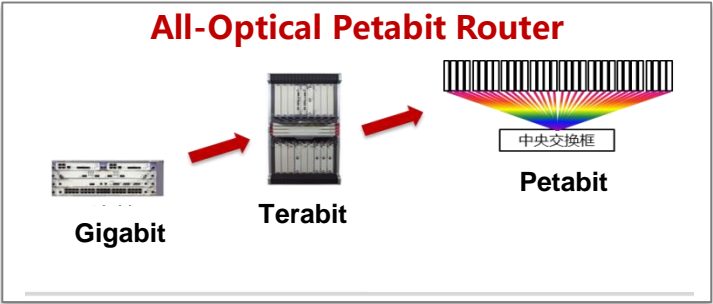 All-Optical Petabit Router
中央交换框
Petabit
Terabit
Gigabit